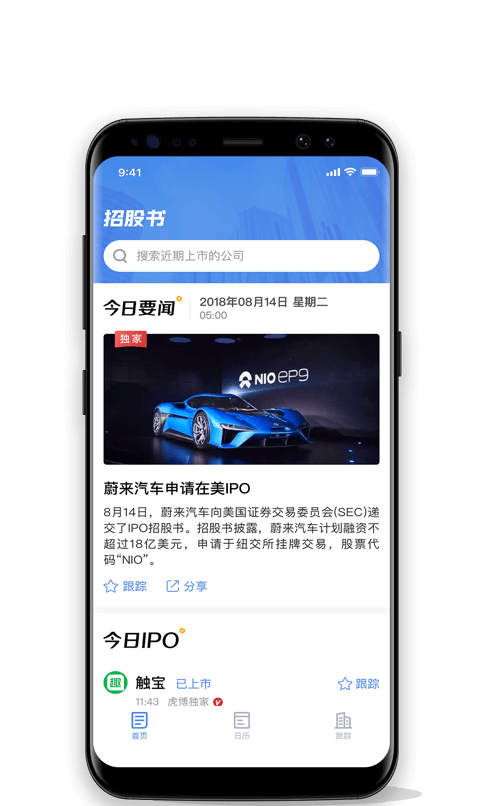 9:41
招股书
搜索近期上市的公司
今日要闻
2018年08月14日 星期二
05:00
独家
NIO eP9
蔚来汽车申请在美IPO
8月14日，蔚来汽车向美国证券交易委员会(SEC)递
交了IPO招股书。招股书披露，蔚来汽车计划融资不
超过18亿美元，申请于纽交所挂牌交易，股票代
码“NIO”。
跟踪 分享
今日IPO
趣 触宝 已上市 跟踪
11:43 虎博独家 V
首页 日历 跟踪